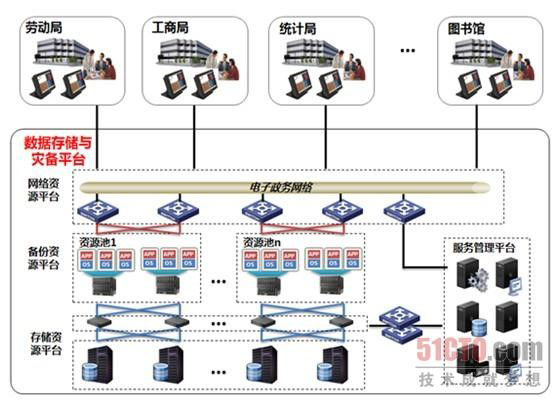 劳动局
工商局
统计局
...
图书馆
数据存储与
灾备平台
网络资
源平台
电子政务网络
备份资
源平台
资源池1
APP APP APP APP APP APP
OS OS OS OS OS OS
...
资源池n
APP APP APP APP APP APP
OS OS OS OS OS OS
服务管理平台
存储资
源平台
...
...
51CTO.com
技术成就梦想